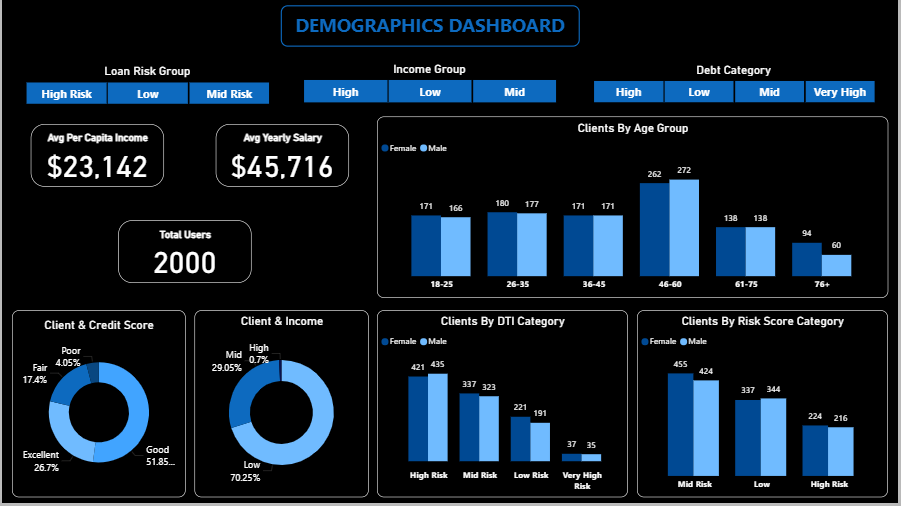 DEMOGRAPHICS DASHBOARD
Loan Risk Group
High Risk Low Mid Risk
Income Group
High Low Mid
Debt Category
High Low Mid Very High
Avg Per Capita Income
$23,142
Avg Yearly Salary
$45,716
Total Users
2000
Clients By Age Group
Female Male
171 166 180 177 171 171 262 272 138 138 94 60
18-25 26-35 36-45 46-60 61-75 76+
Client & Credit Score
Poor
4.05%
Fair
17.4%
Excellent
26.7%
Good
51.85...
Client & Income
High
0.7%
Mid
29.05%
Low
70.25%
Clients By DTI Category
Female Male
421 435 337 323 221 191 37 35
High Risk Mid Risk Low Risk Very High
Risk
Clients By Risk Score Category
Female Male
455 424 337 344 224 216
Mid Risk Low High Risk